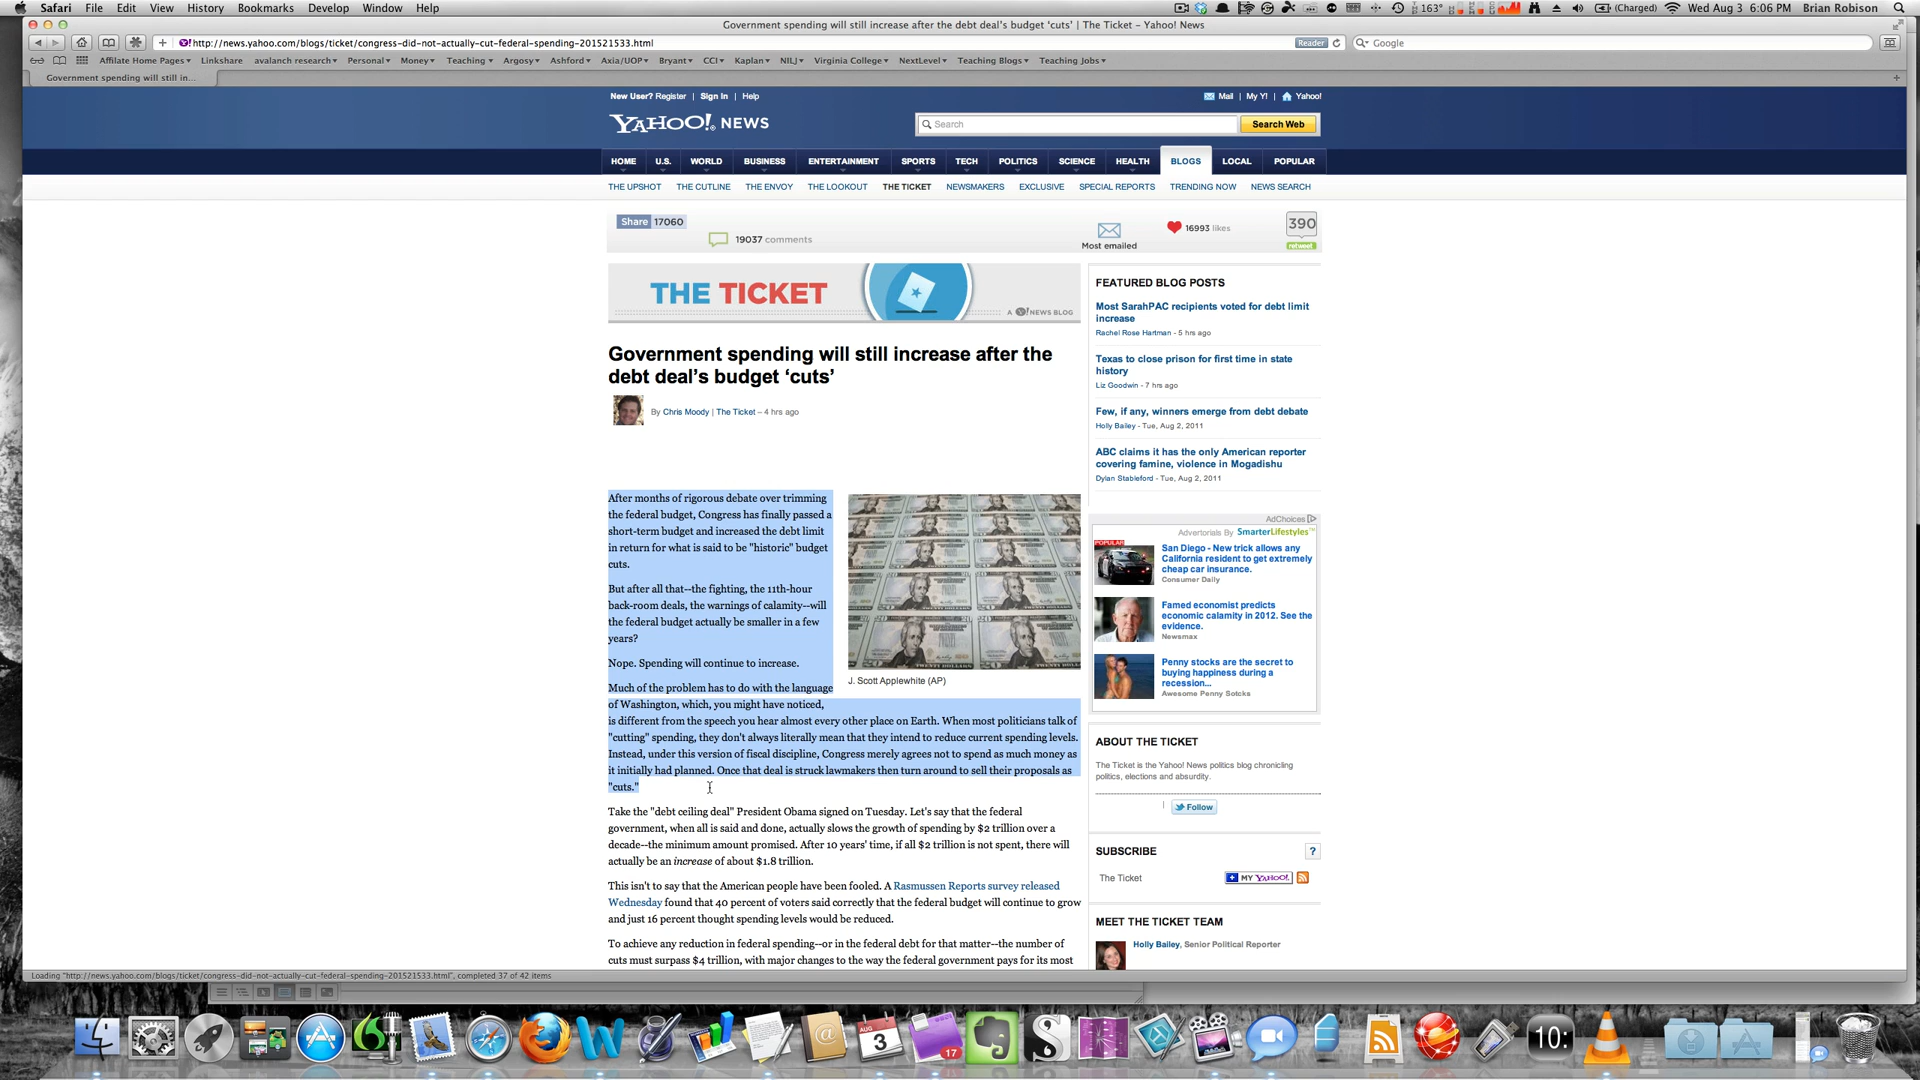 Safari File Edit View History Bookmarks Develop Window Help
163° (Charged) Wed Aug 3 6:06 PM Brian Robison
Government spending will still increase after the debt deal's budget 'cuts' | The Ticket - Yahoo! News
http://news.yahoo.com/blogs/ticket/congress-did-not-actually-cut-federal-spending-201521533.html Reader Google
Affilate Home Pages Linkshare avalanch research Personal Money Teaching Argosy Ashford Axia/UOP Bryant CCI Kaplan NILJ Virginia College NextLevel Teaching Blogs Teaching Jobs
Government spending will still in...
New User? Register | Sign In | Help Mail | My Y! | Yahoo!
YAHOO! NEWS Search Search Web
HOME U.S. WORLD BUSINESS ENTERTAINMENT SPORTS TECH POLITICS SCIENCE HEALTH BLOGS LOCAL POPULAR
THE UPSHOT THE CUTLINE THE ENVOY THE LOOKOUT THE TICKET NEWSMAKERS EXCLUSIVE SPECIAL REPORTS TRENDING NOW NEWS SEARCH
Share 17060
19037 comments
Most emailed
16993 likes
390
retweet
THE TICKET
A Y! NEWS BLOG
Government spending will still increase after the
debt deal's budget 'cuts'
By Chris Moody | The Ticket – 4 hrs ago
After months of rigorous debate over trimming
the federal budget, Congress has finally passed a
short-term budget and increased the debt limit
in return for what is said to be "historic" budget
cuts.
But after all that--the fighting, the 11th-hour
back-room deals, the warnings of calamity--will
the federal budget actually be smaller in a few
years?
Nope. Spending will continue to increase.
J. Scott Applewhite (AP)
Much of the problem has to do with the language
of Washington, which, you might have noticed,
is different from the speech you hear almost every other place on Earth. When most politicians talk of
"cutting" spending, they don't always literally mean that they intend to reduce current spending levels.
Instead, under this version of fiscal discipline, Congress merely agrees not to spend as much money as
it initially had planned. Once that deal is struck lawmakers then turn around to sell their proposals as
"cuts."
Take the "debt ceiling deal" President Obama signed on Tuesday. Let's say that the federal
government, when all is said and done, actually slows the growth of spending by $2 trillion over a
decade--the minimum amount promised. After 10 years' time, if all $2 trillion is not spent, there will
actually be an increase of about $1.8 trillion.
This isn't to say that the American people have been fooled. A Rasmussen Reports survey released
Wednesday found that 40 percent of voters said correctly that the federal budget will continue to grow
and just 16 percent thought spending levels would be reduced.
To achieve any reduction in federal spending--or in the federal debt for that matter--the number of
cuts must surpass $4 trillion, with major changes to the way the federal government pays for its most
FEATURED BLOG POSTS
Most SarahPAC recipients voted for debt limit
increase
Rachel Rose Hartman - 5 hrs ago
Texas to close prison for first time in state
history
Liz Goodwin - 7 hrs ago
Few, if any, winners emerge from debt debate
Holly Bailey - Tue, Aug 2, 2011
ABC claims it has the only American reporter
covering famine, violence in Mogadishu
Dylan Stableford - Tue, Aug 2, 2011
AdChoices
Advertorials By SmarterLifestyles
POPULAR
San Diego - New trick allows any
California resident to get extremely
cheap car insurance.
Consumer Daily
Famed economist predicts
economic calamity in 2012. See the
evidence.
Newsmax
Penny stocks are the secret to
buying happiness during a
recession...
Awesome Penny Sotcks
ABOUT THE TICKET
The Ticket is the Yahoo! News politics blog chronicling
politics, elections and absurdity.
Follow
SUBSCRIBE ?
The Ticket MY YAHOO!
MEET THE TICKET TEAM
Holly Bailey, Senior Political Reporter
Loading "http://news.yahoo.com/blogs/ticket/congress-did-not-actually-cut-federal-spending-201521533.html", completed 37 of 42 items
AUG
3
17
10: